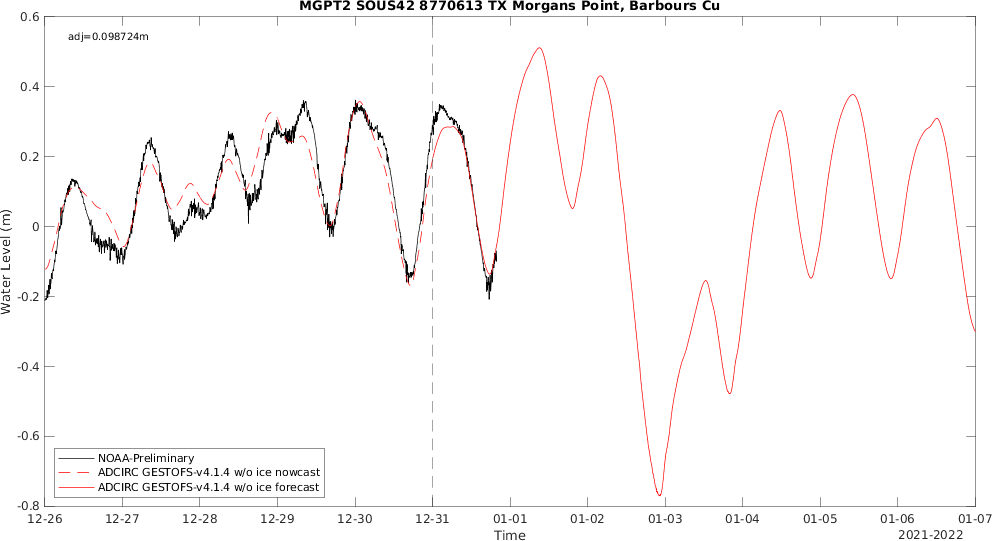 MGPT2 SOUS42 8770613 TX Morgans Point, Barbours Cu
adj=0.098724m
0.6
0.4
0.2
0
-0.2
-0.4
-0.6
-0.8
Water Level (m)
NOAA-Preliminary
ADCIRC GESTOFS-v4.1.4 w/o ice nowcast
ADCIRC GESTOFS-v4.1.4 w/o ice forecast
12-26 12-27 12-28 12-29 12-30 12-31 01-01 01-02 01-03 01-04 01-05 01-06 01-07
Time
2021-2022